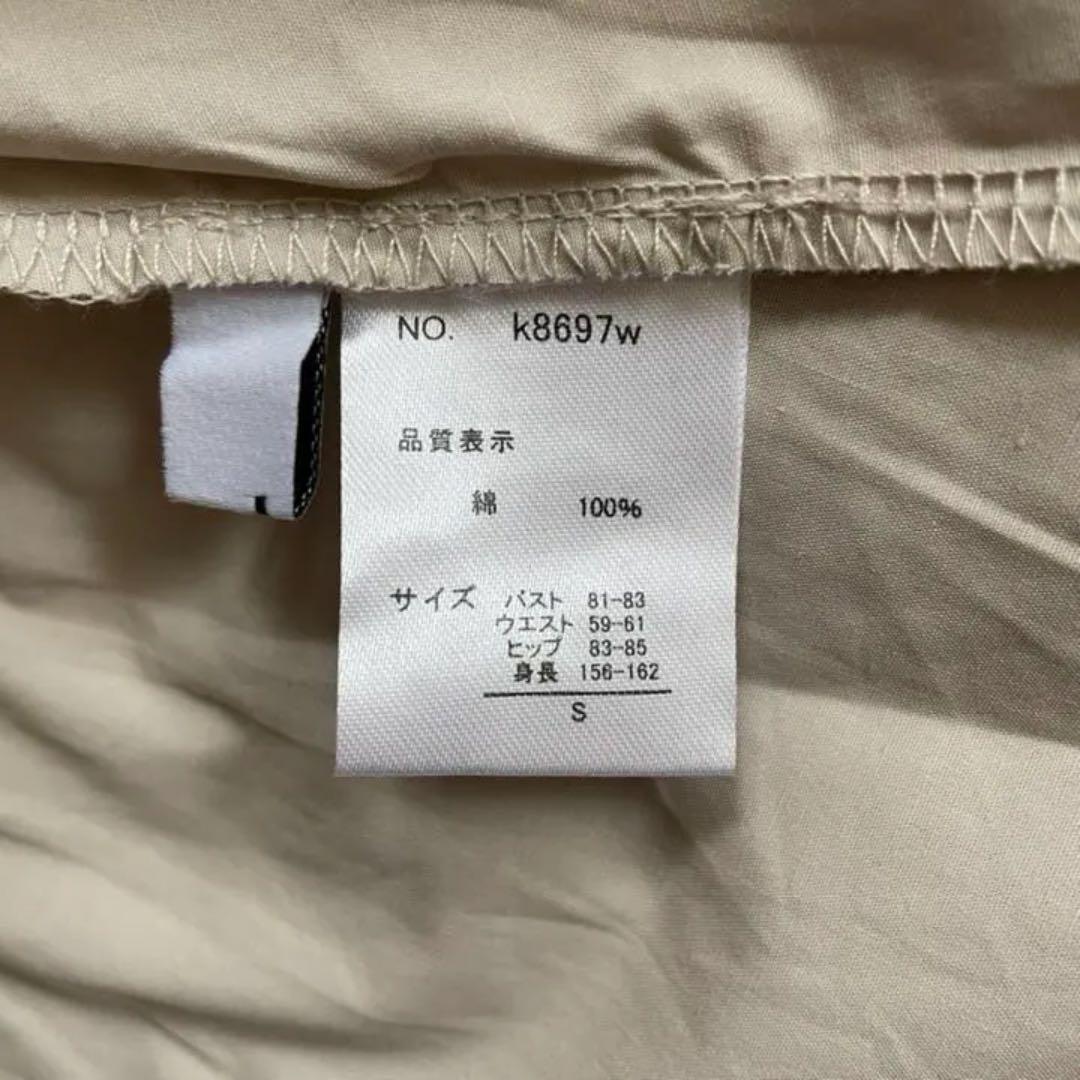 NO. k8697w
品質表示
綿 100%
サイズ バスト 81-83
ウエスト 59-61
ヒップ 83-85
身長 156-162
S